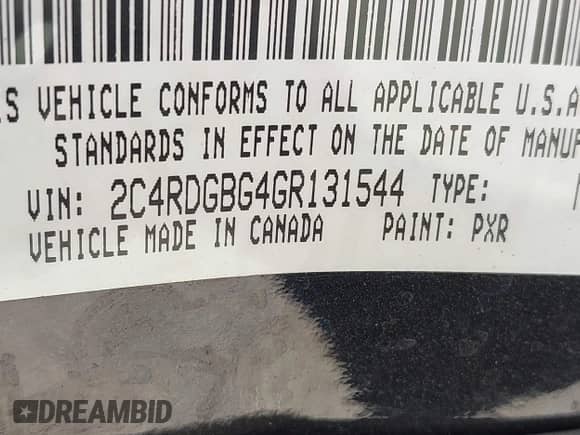 VEHICLE CONFORMS TO ALL APPLICABLE U.S.A
STANDARDS IN EFFECT ON THE DATE OF
VIN: 2C4RDGBG4GR131544 TYPE:
VEHICLE MADE IN CANADA PAINT: PXR
DREAMBID